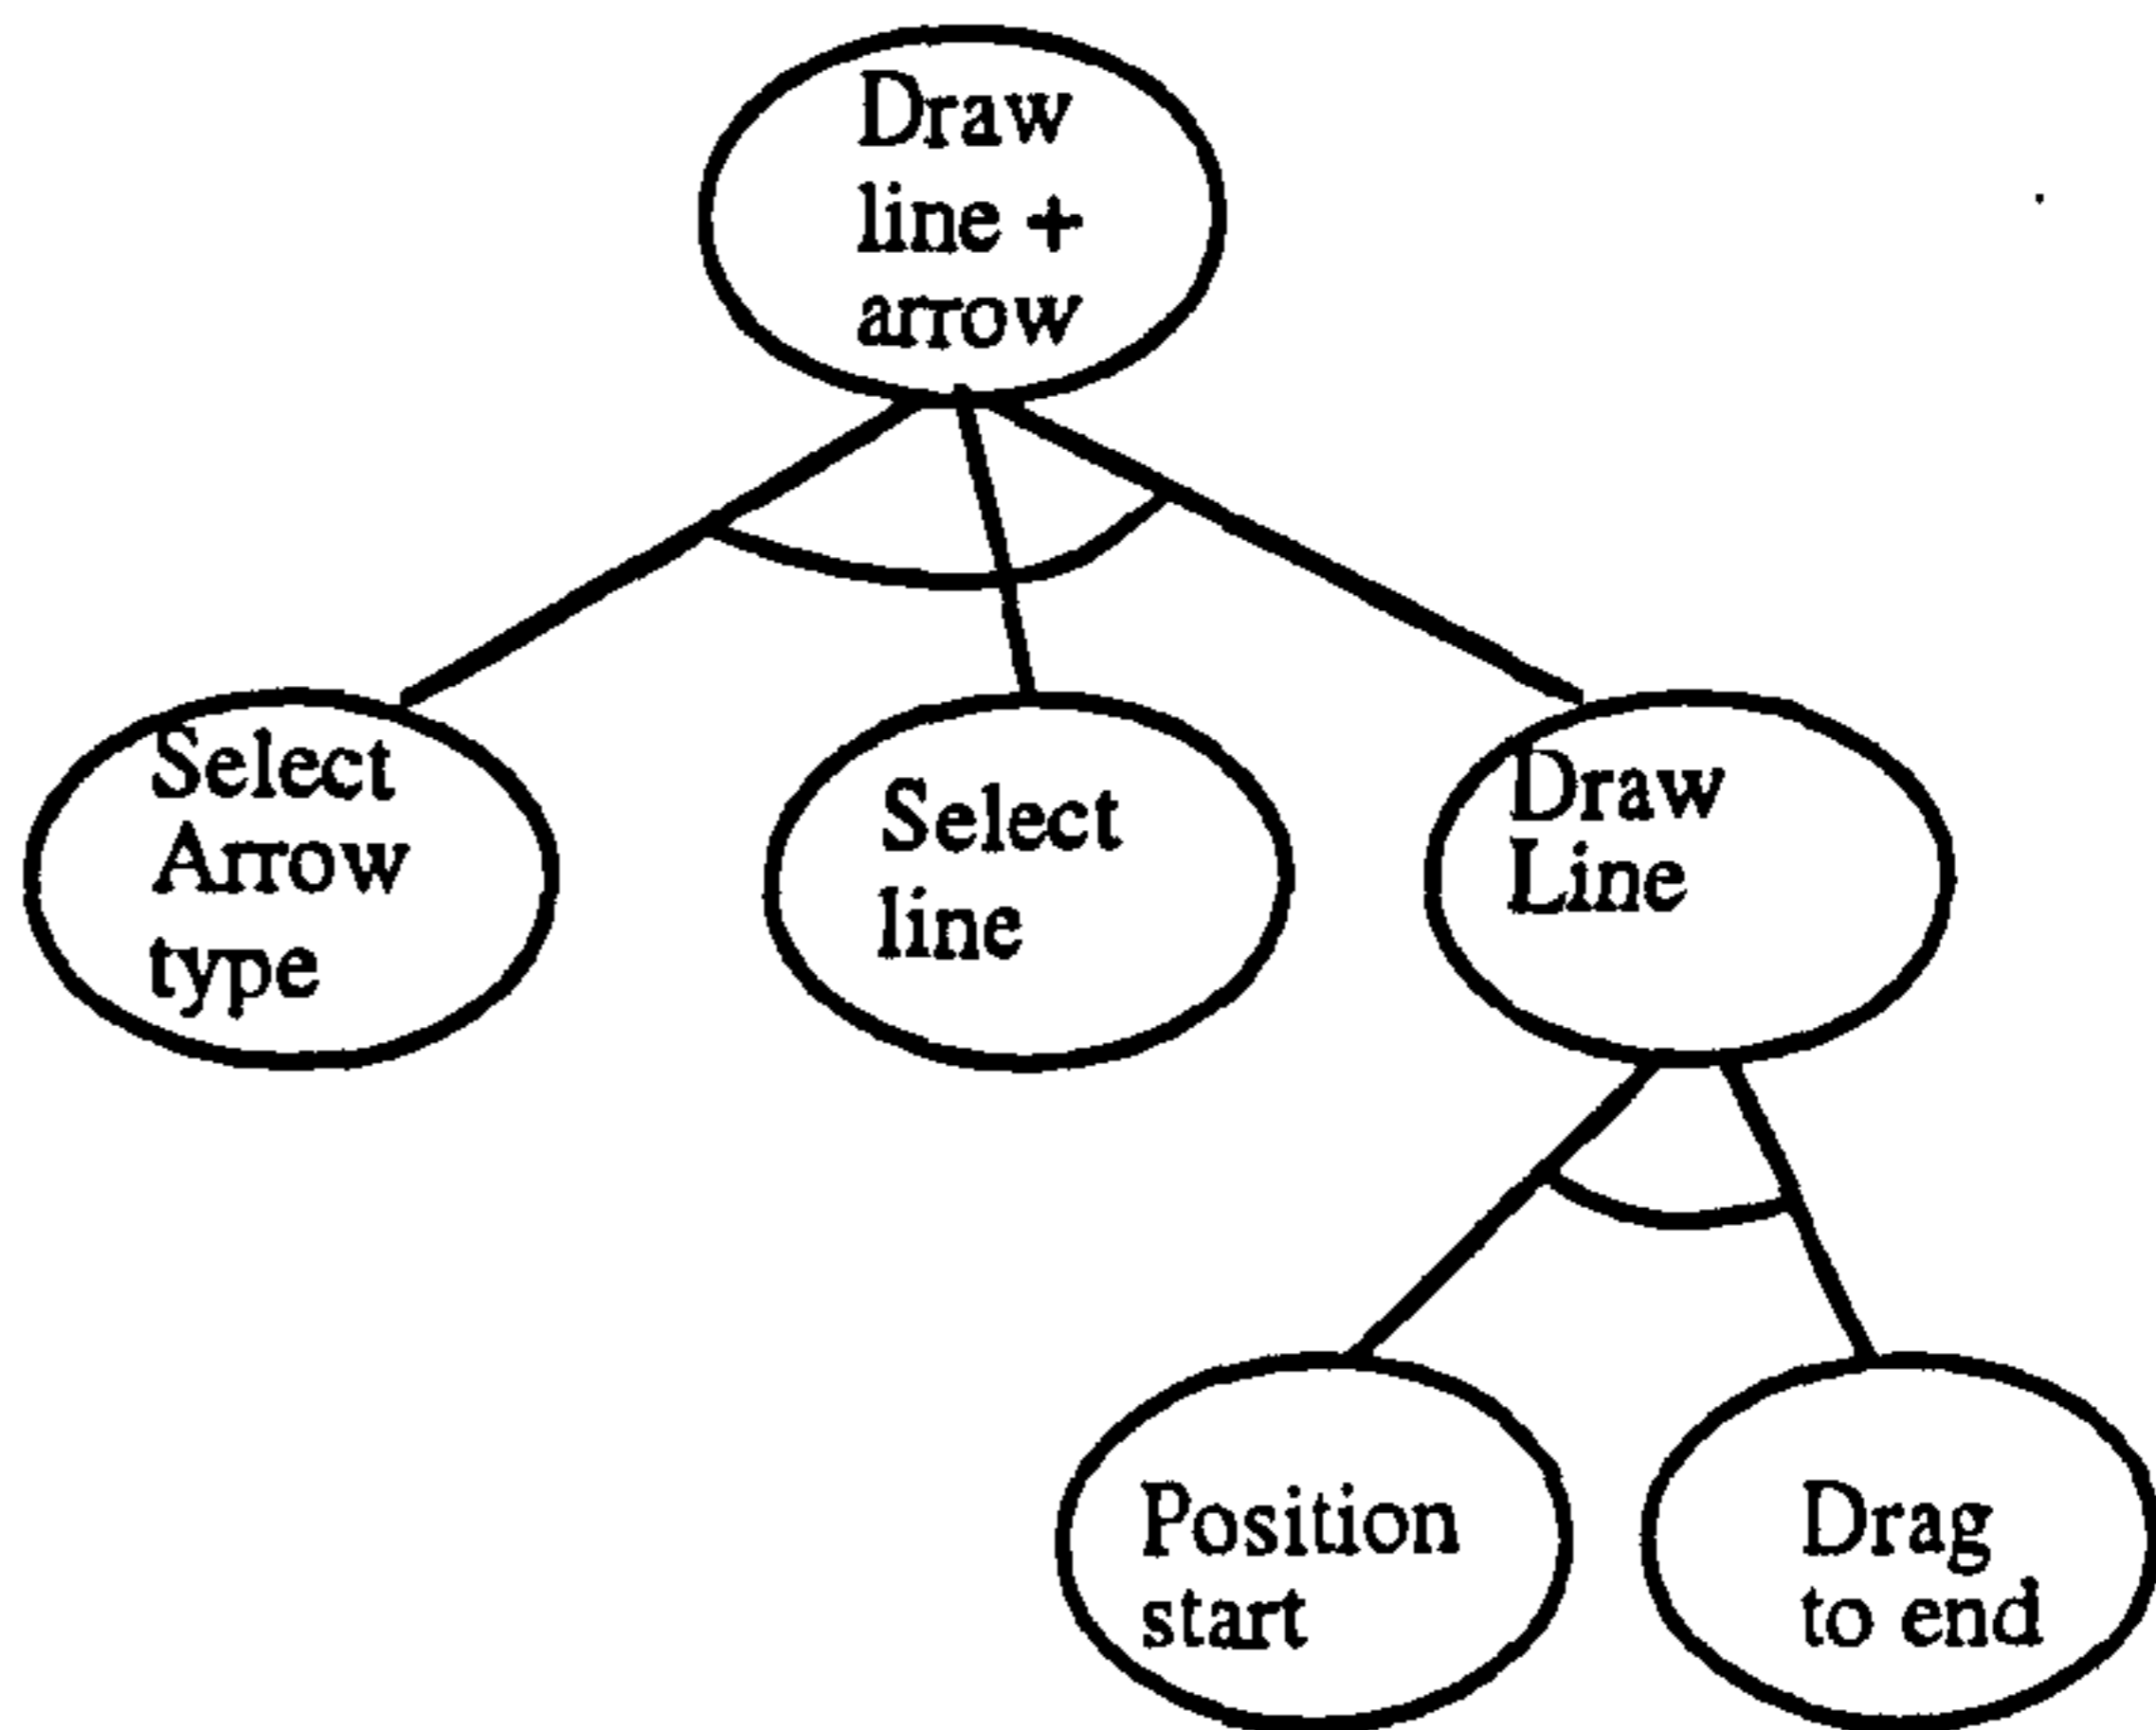 Draw
line +
arrow
Select
Arrow
type
Select
line
Draw
Line
Position
start
Drag
to end